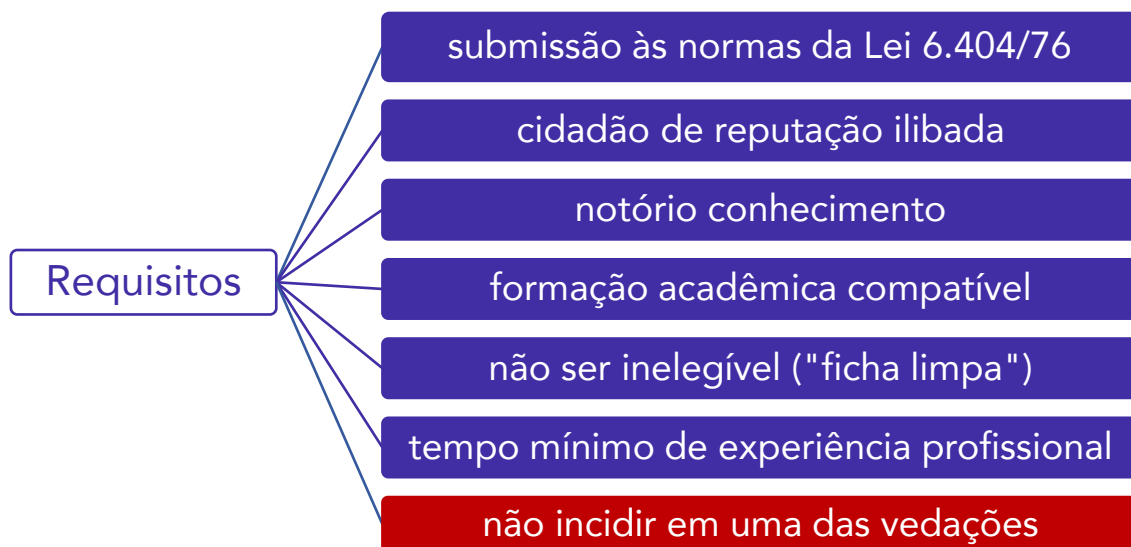 submissão às normas da Lei 6.404/76
cidadão de reputação ilibada
notório conhecimento
Requisitos
formação acadêmica compatível
não ser inelegível ("ficha limpa")
tempo mínimo de experiência profissional
não incidir em uma das vedações